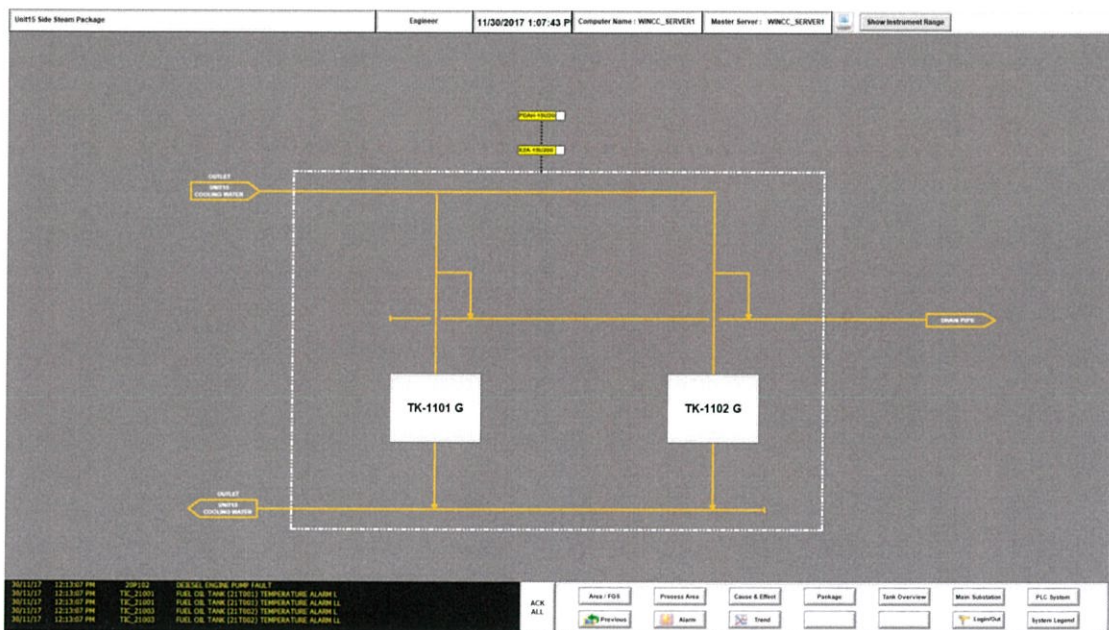 Unit15 Side Steam Package
Engineer
11/30/2017 1:07:43 P
Computer Name : WINCC_SERVER1
Master Server : WINCC_SERVER1
Show Instrument Range
OUTLET
UNIT15
COOLING WATER
DRAIN PIPE
TK-1101 G
TK-1102 G
OUTLET
UNIT15
COOLING WATER
30/11/17 12:13:07 PM 20P102 DEIESEL ENGINE PUMP FAULT
30/11/17 12:13:07 PM TIC_21001 FUEL OIL TANK (21T001) TEMPERATURE ALARM L
30/11/17 12:13:07 PM TIC_21001 FUEL OIL TANK (21T001) TEMPERATURE ALARM LL
30/11/17 12:13:07 PM TIC_21003 FUEL OIL TANK (21T002) TEMPERATURE ALARM L
30/11/17 12:13:07 PM TIC_21003 FUEL OIL TANK (21T002) TEMPERATURE ALARM LL
ACK
ALL
Area / FGS
Process Area
Cause & Effect
Package
Tank Overview
Main Substation
PLC System
Previous
Alarm
Trend
Login/Out
System Legend